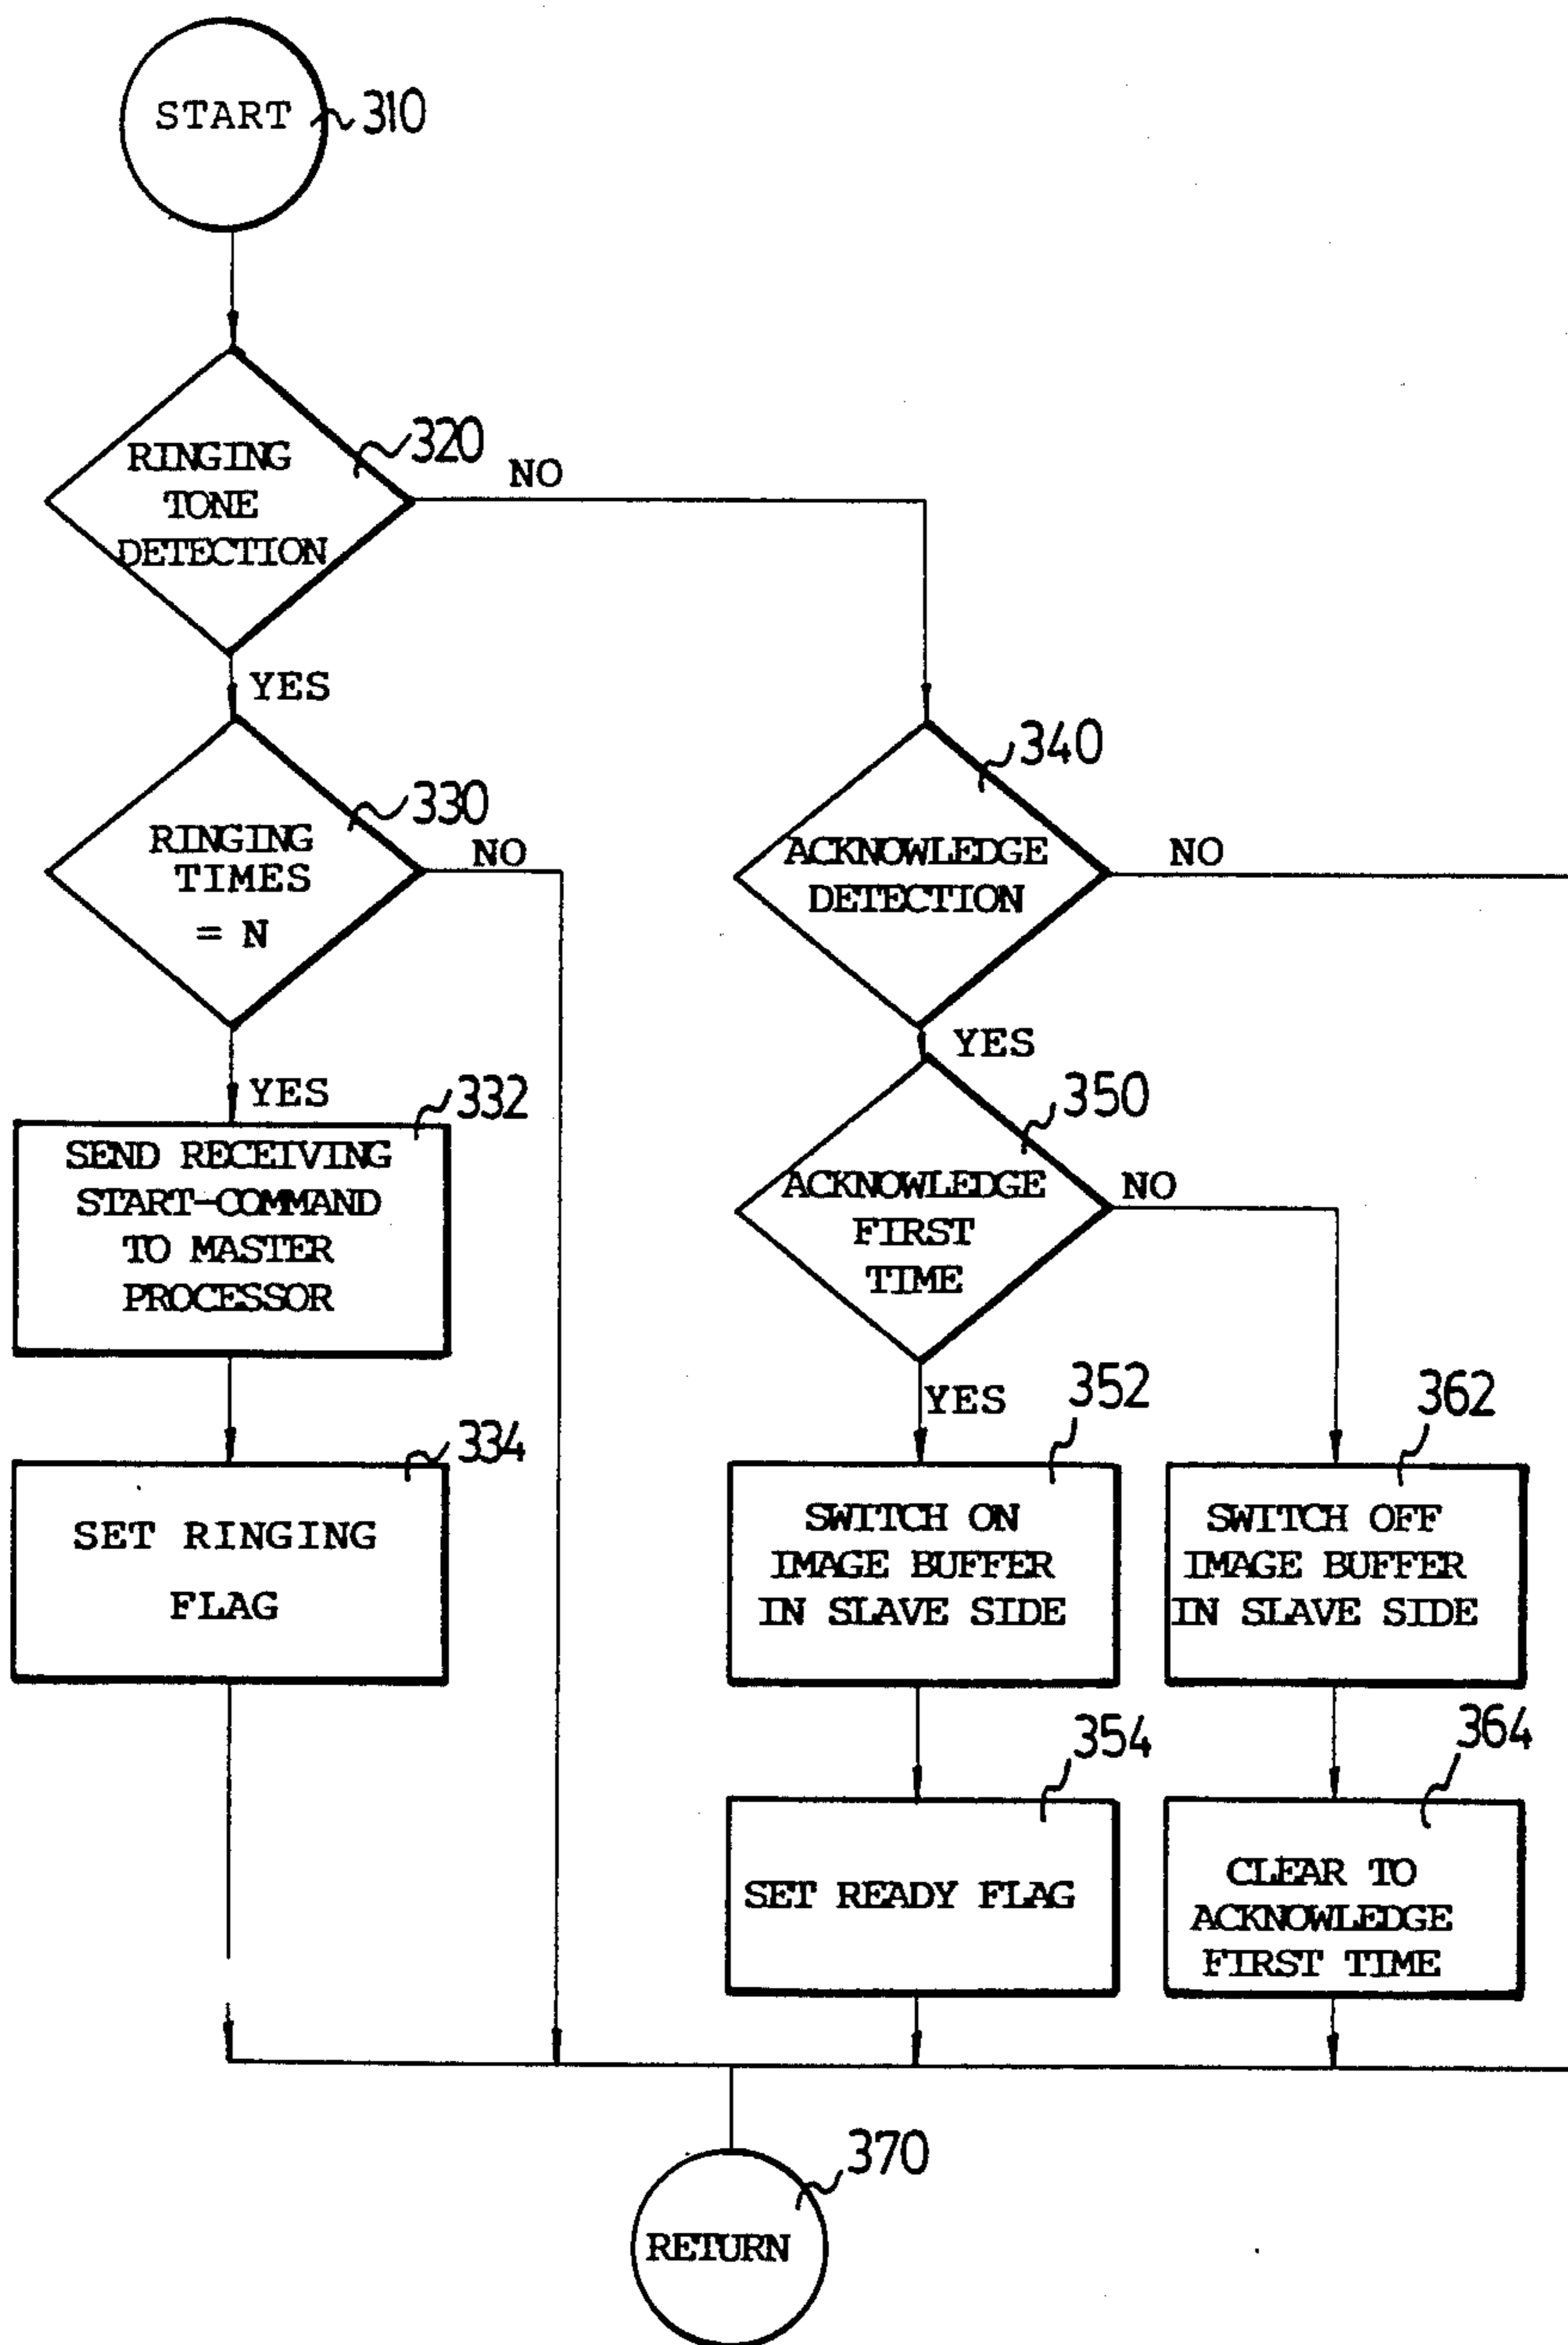 START
310
RINGING
TONE
DETECTION
320
NO
YES
RINGING
TIMES
= N
330
NO
YES
ACKNOWLEDGE
DETECTION
340
NO
YES
ACKNOWLEDGE
FIRST
TIME
350
NO
YES
SEND RECEIVING
START-COMMAND
TO MASTER
PROCESSOR
332
SET RINGING
FLAG
334
SWITCH ON
IMAGE BUFFER
IN SLAVE SIDE
352
SWITCH OFF
IMAGE BUFFER
IN SLAVE SIDE
362
SET READY FLAG
354
CLEAR TO
ACKNOWLEDGE
FIRST TIME
364
RETURN
370